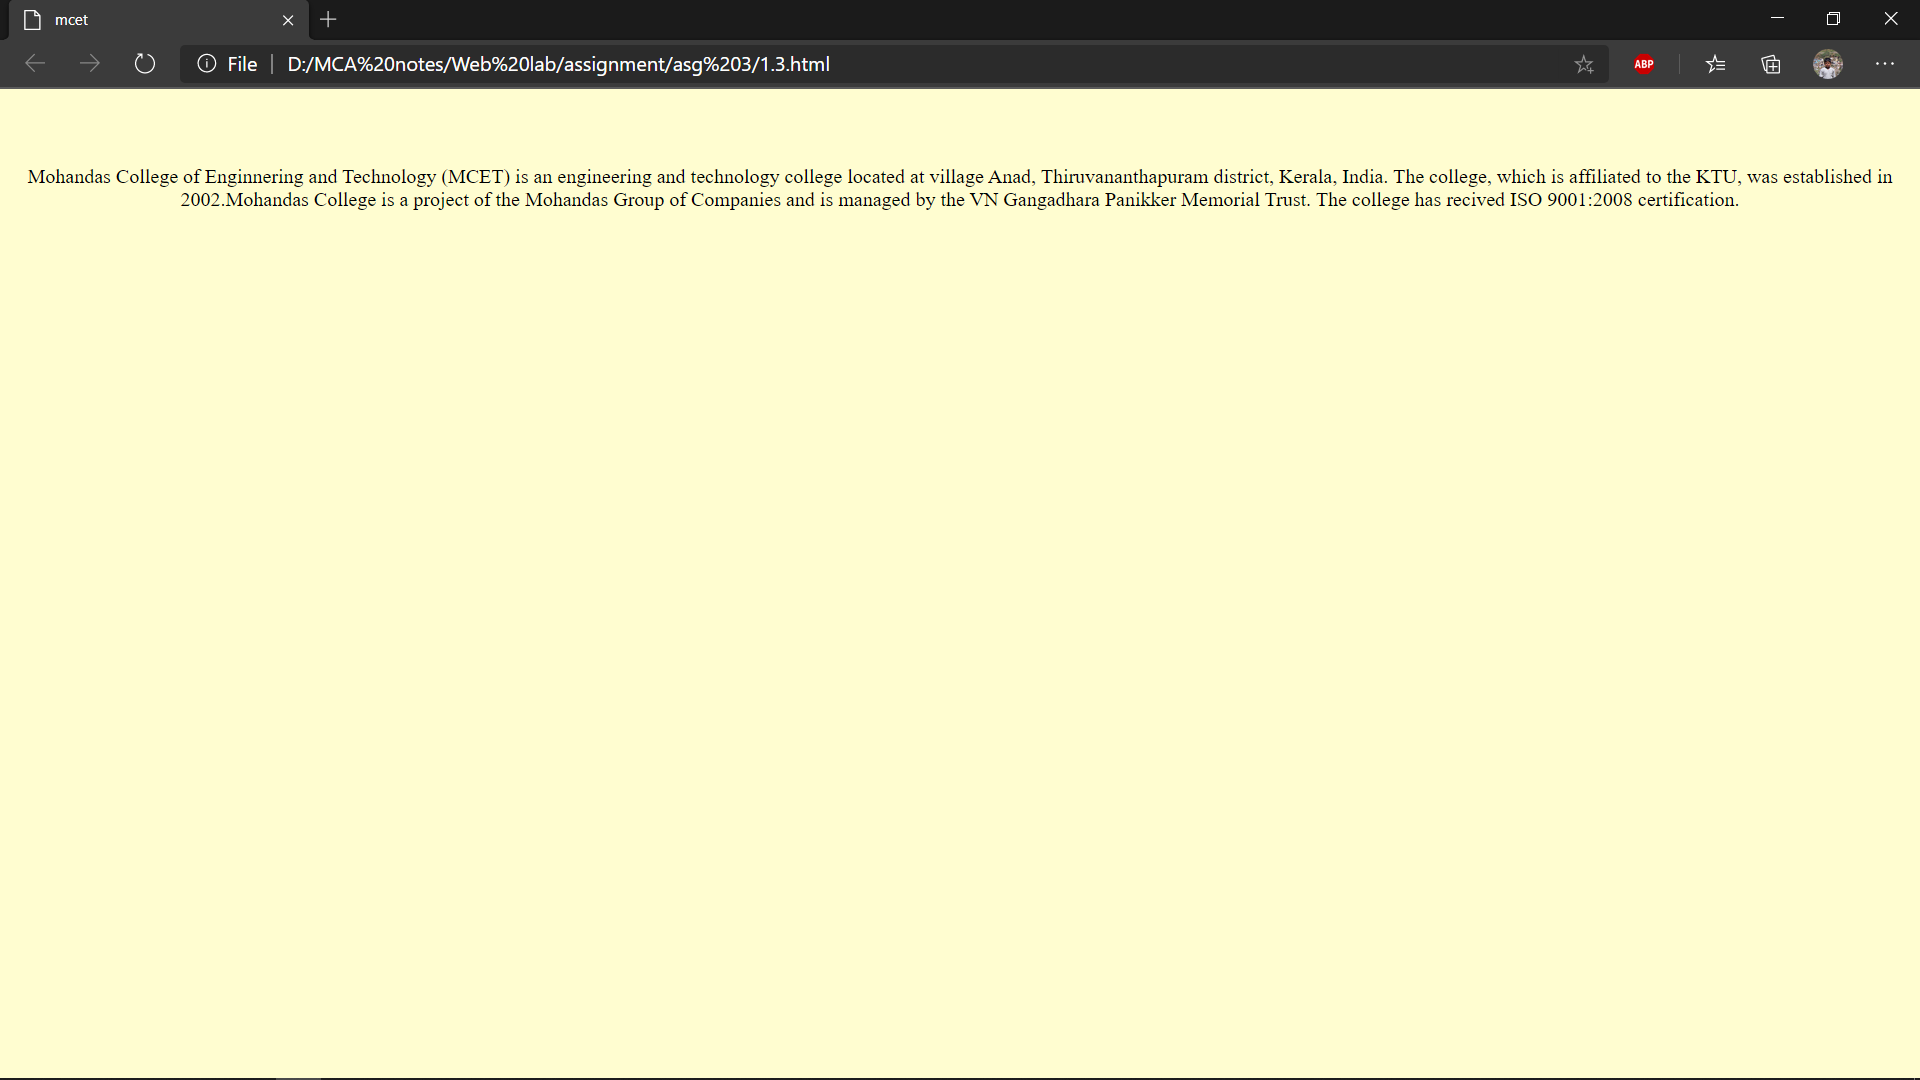 mcet
File
D:/MCA%20notes/Web%20lab/assignment/asg%203/1.3.html
ABP
Mohandas College of Enginnering and Technology (MCET) is an engineering and technology college located at village Anad, Thiruvananthapuram district, Kerala, India. The college, which is affiliated to the KTU, was established in
2002.Mohandas College is a project of the Mohandas Group of Companies and is managed by the VN Gangadhara Panikker Memorial Trust. The college has recived ISO 9001:2008 certification.